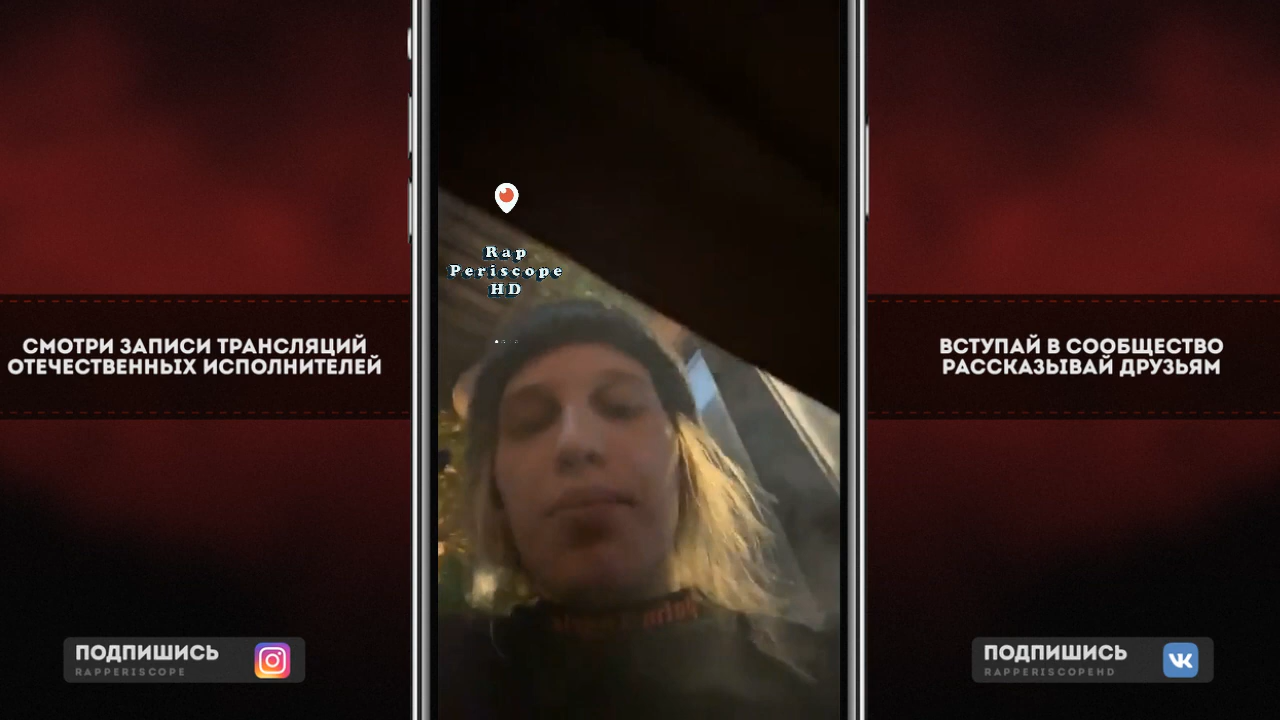 Rap
Periscope
HD
СМОТРИ ЗАПИСИ ТРАНСЛЯЦИЙ
ОТЕЧЕСТВЕННЫХ ИСПОЛНИТЕЛЕЙ
ВСТУПАЙ В СООБЩЕСТВО
РАССКАЗЫВАЙ ДРУЗЬЯМ
ПОДПИШИСЬ
RAPPERISCOPE
ПОДПИШИСЬ
RAPPERISCOPEHD